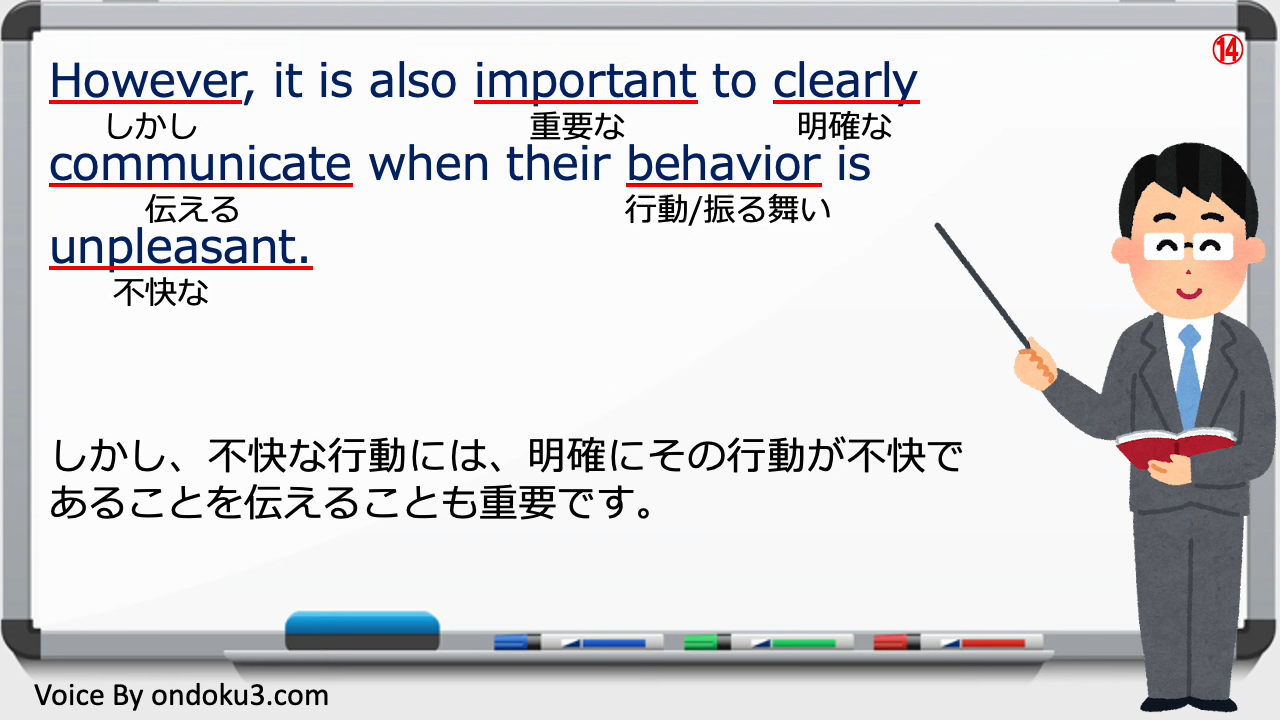 ⑭
However, it is also important to clearly
しかし 重要な 明確な
communicate when their behavior is
伝える 行動/振る舞い
unpleasant.
不快な
しかし、不快な行動には、明確にその行動が不快で
あることを伝えることも重要です。
Voice By ondoku3.com